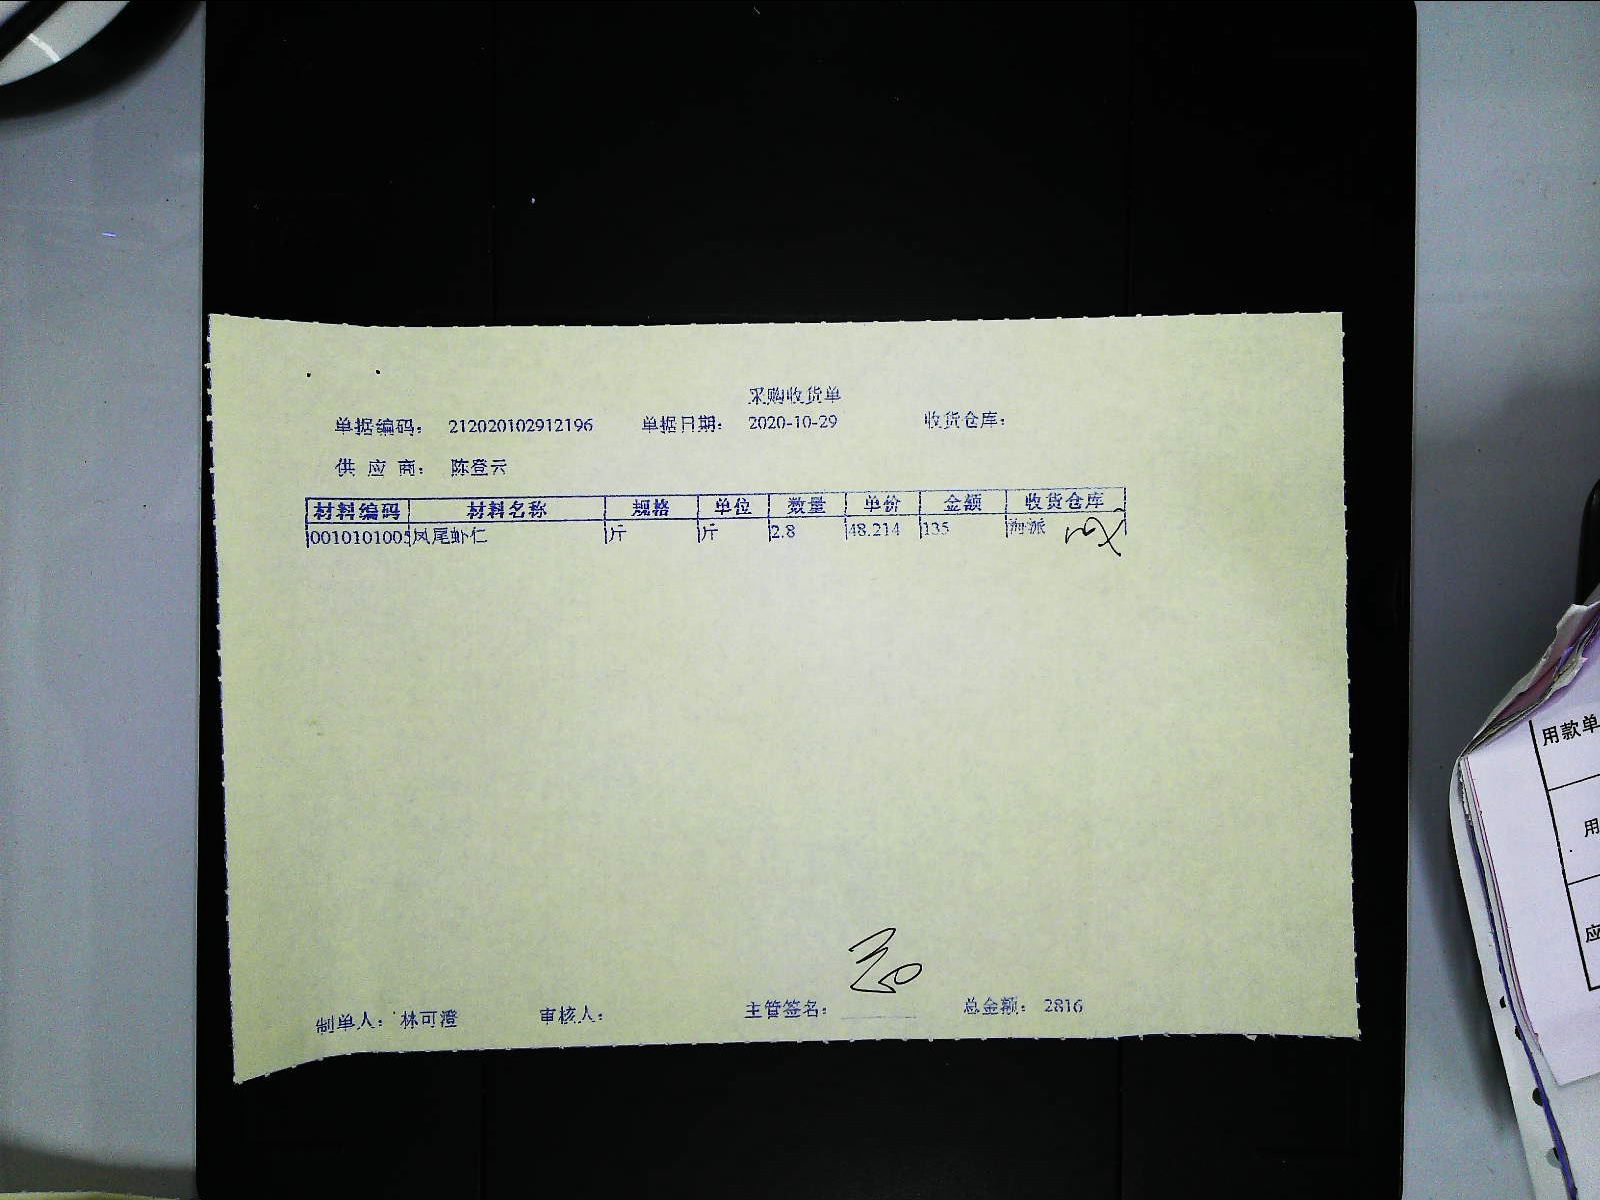 采购收货单
单据编码： 212020102912196 单据日期： 2020-10-29 收货仓库：
供应商： 陈登云
材料编码 材料名称 规格 单位 数量 单价 金额 收货仓库
0010101005 凤尾虾仁 斤 斤 2.8 48.214 135 海派
制单人： 林可澄 审核人： 主管签名： 总金额： 2816
用款单
用
应